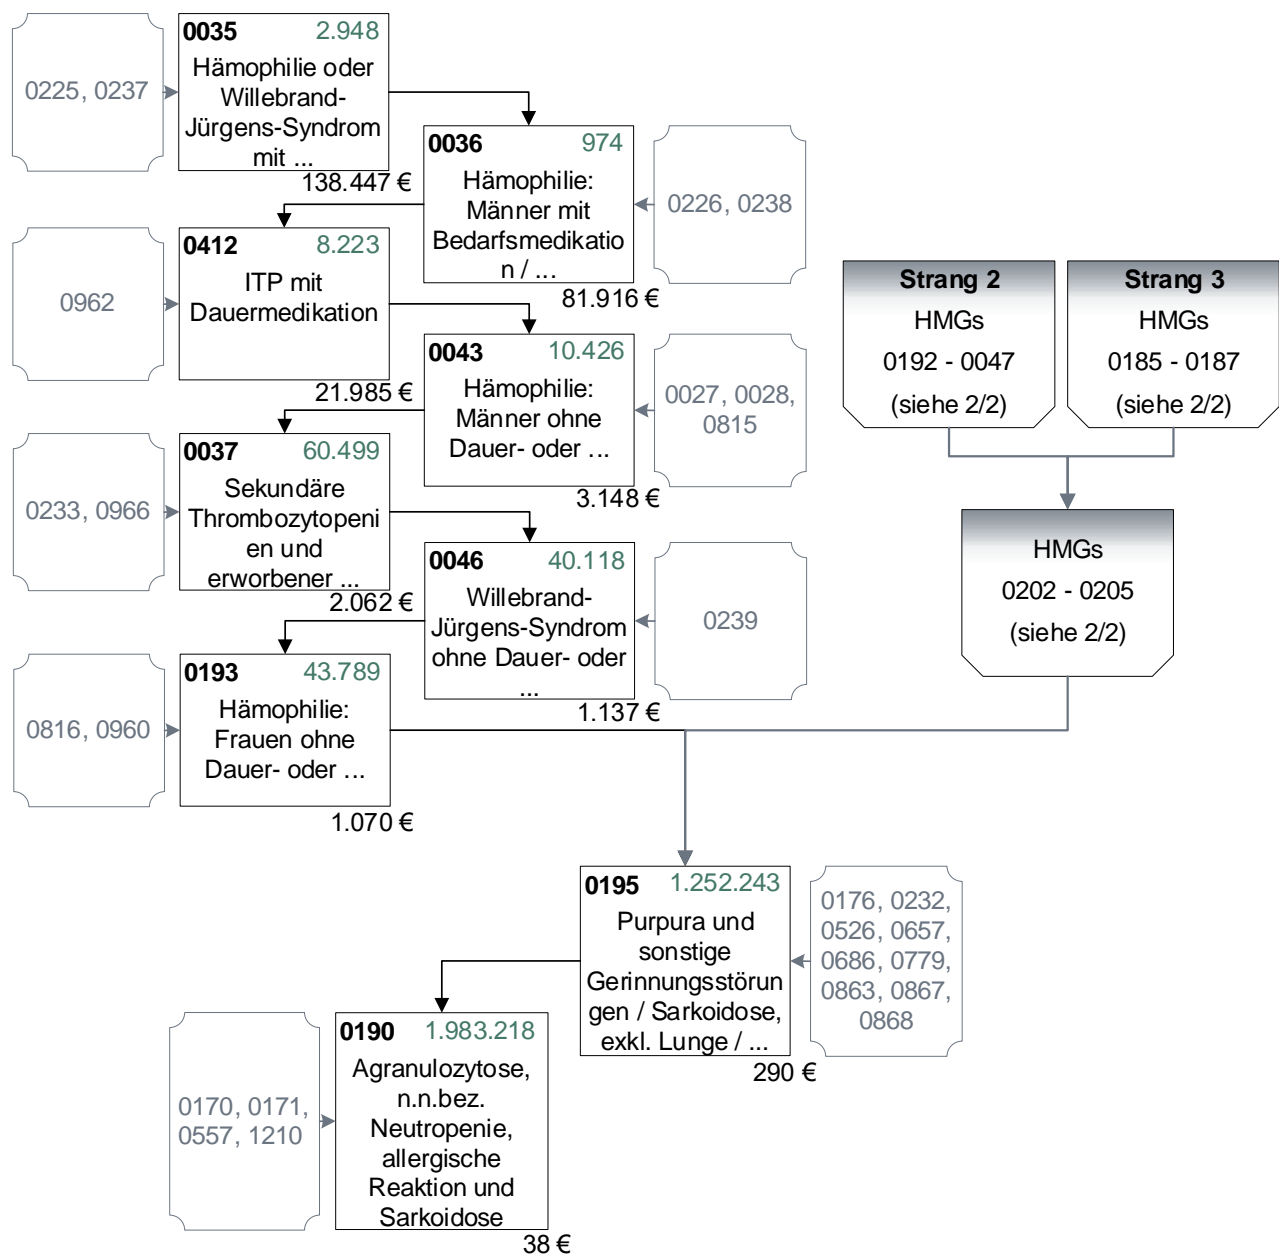 0035 2.948
Hämophilie oder
Willebrand-
Jürgens-Syndrom
mit ...
138.447 €
0225, 0237
0036 974
Hämophilie:
Männer mit
Bedarfsmedikatio
n / ...
81.916 €
0226, 0238
0412 8.223
ITP mit
Dauermedikation
21.985 €
0962
0043 10.426
Hämophilie:
Männer ohne
Dauer- oder ...
3.148 €
0027, 0028,
0815
0037 60.499
Sekundäre
Thrombozytopeni
en und
erworbener ...
2.062 €
0233, 0966
0046 40.118
Willebrand-
Jürgens-Syndrom
ohne Dauer- oder
...
1.137 €
0239
0193 43.789
Hämophilie:
Frauen ohne
Dauer- oder ...
1.070 €
0816, 0960
Strang 2
HMGs
0192 - 0047
(siehe 2/2)
Strang 3
HMGs
0185 - 0187
(siehe 2/2)
HMGs
0202 - 0205
(siehe 2/2)
0195 1.252.243
Purpura und
sonstige
Gerinnungsstörun
gen / Sarkoidose,
exkl. Lunge / ...
290 €
0176, 0232,
0526, 0657,
0686, 0779,
0863, 0867,
0868
0190 1.983.218
Agranulozytose,
n.n.bez.
Neutropenie,
allergische
Reaktion und
Sarkoidose
38 €
0170, 0171,
0557, 1210